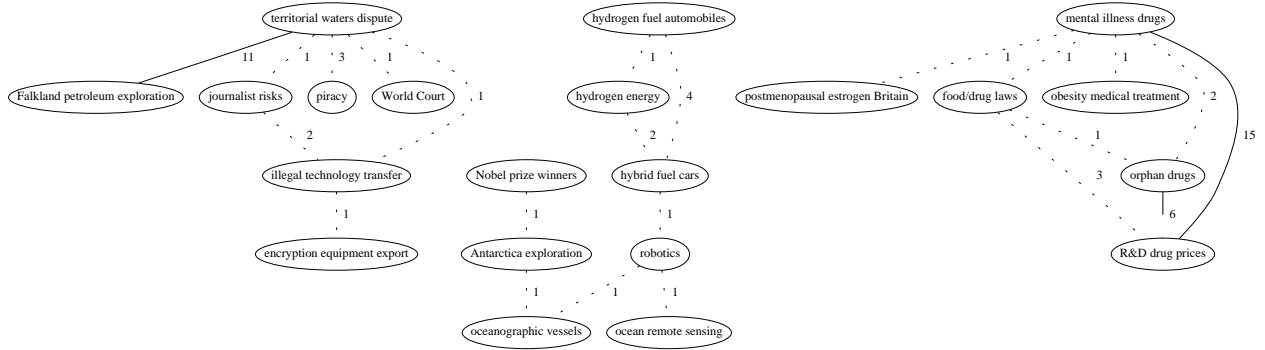 territorial waters dispute
hydrogen fuel automobiles
mental illness drugs
11
1
3
1
1
1
1
1
Falkland petroleum exploration
journalist risks
piracy
World Court
1
hydrogen energy
4
postmenopausal estrogen Britain
food/drug laws
obesity medical treatment
2
2
2
1
15
illegal technology transfer
Nobel prize winners
hybrid fuel cars
3
orphan drugs
1
1
1
6
encryption equipment export
Antarctica exploration
robotics
R&D drug prices
1
1
1
oceanographic vessels
ocean remote sensing